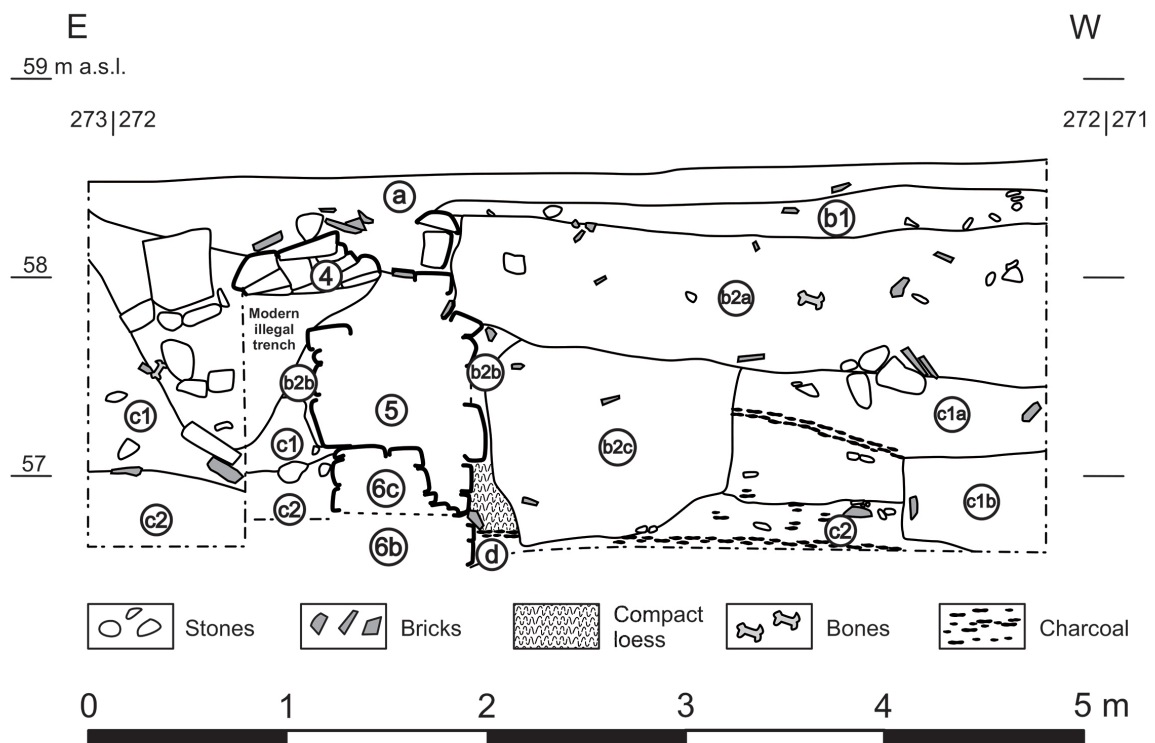 E W
59 m a.s.l.
273|272 272|271
a
b1
4
58
b2a
Modern
illegal
trench
b2b b2b
5
c1 c1a
c1 b2c
57
6c c1b
c2 c2 c2
6b d
Stones Bricks Compact loess Bones Charcoal
0 1 2 3 4 5 m